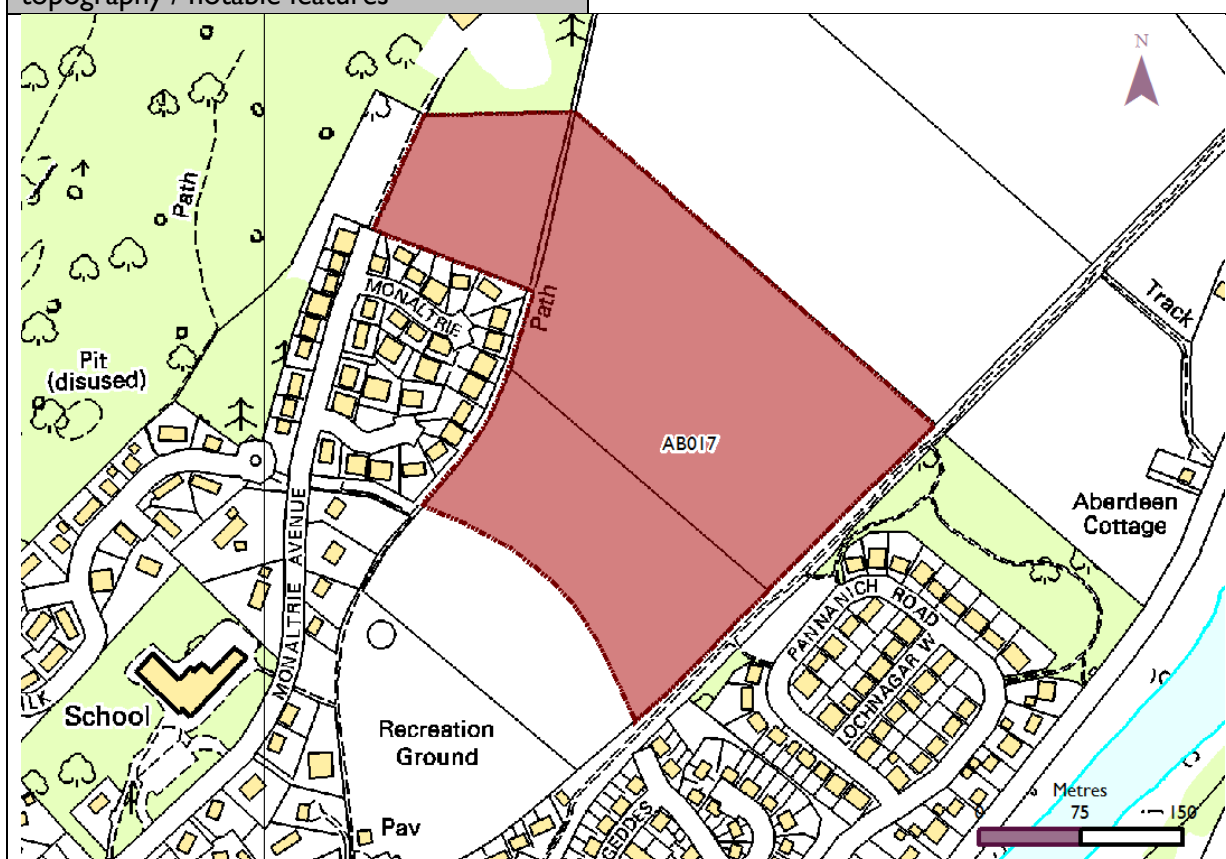 topography / notable features
N
Path
Track
MONALTRIE
Path
Pit
(disused)
AB017
Aberdeen
Cottage
MONALTRIE AVENUE
PANNANICH ROAD
LOCHNAGAR W
School
Recreation
Ground
GEDDES
Pav
Metres
0 75 150